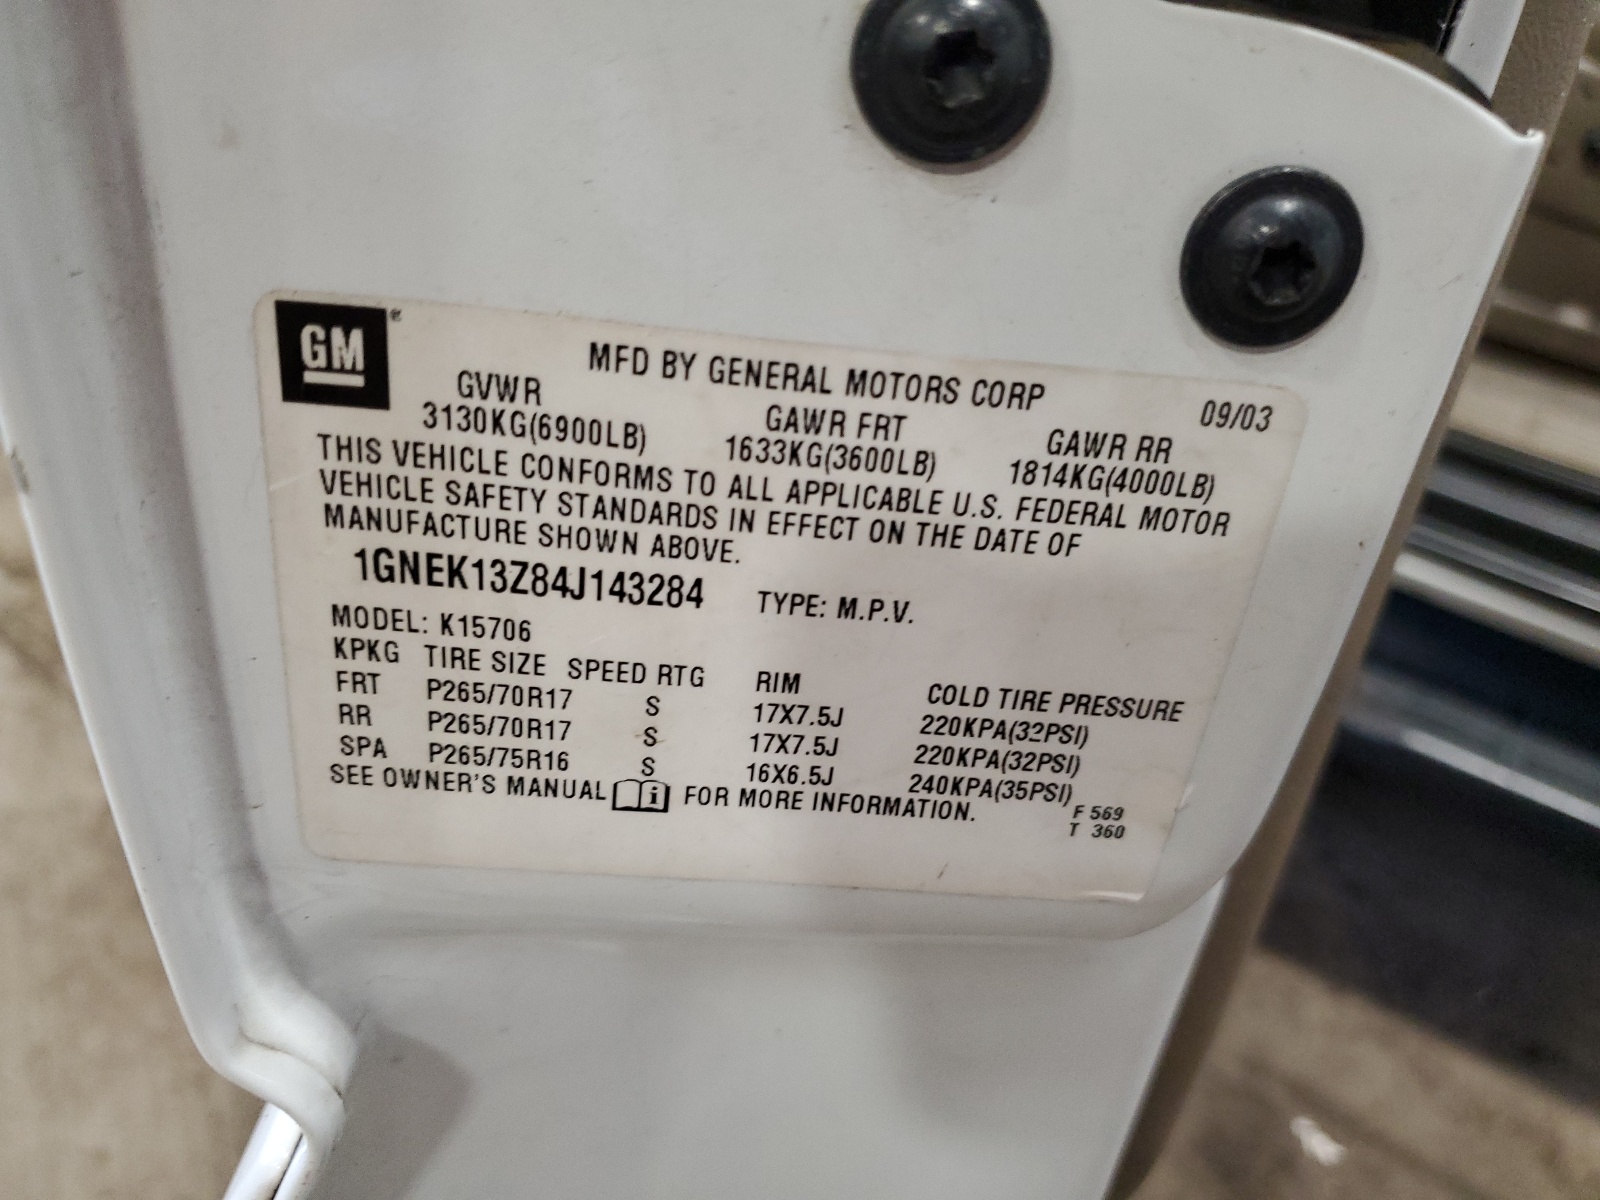 GM ®
MFD BY GENERAL MOTORS CORP
09/03
GVWR GAWR FRT GAWR RR
3130KG(6900LB) 1633KG(3600LB) 1814KG(4000LB)
THIS VEHICLE CONFORMS TO ALL APPLICABLE U.S. FEDERAL MOTOR
VEHICLE SAFETY STANDARDS IN EFFECT ON THE DATE OF
MANUFACTURE SHOWN ABOVE.
1GNEK13Z84J143284 TYPE: M.P.V.
MODEL: K15706
KPKG TIRE SIZE SPEED RTG RIM COLD TIRE PRESSURE
FRT P265/70R17 S 17X7.5J 220KPA(32PSI)
RR P265/70R17 S 17X7.5J 220KPA(32PSI)
SPA P265/75R16 S 16X6.5J 240KPA(35PSI)
SEE OWNER'S MANUAL i FOR MORE INFORMATION.
F 569
T 360